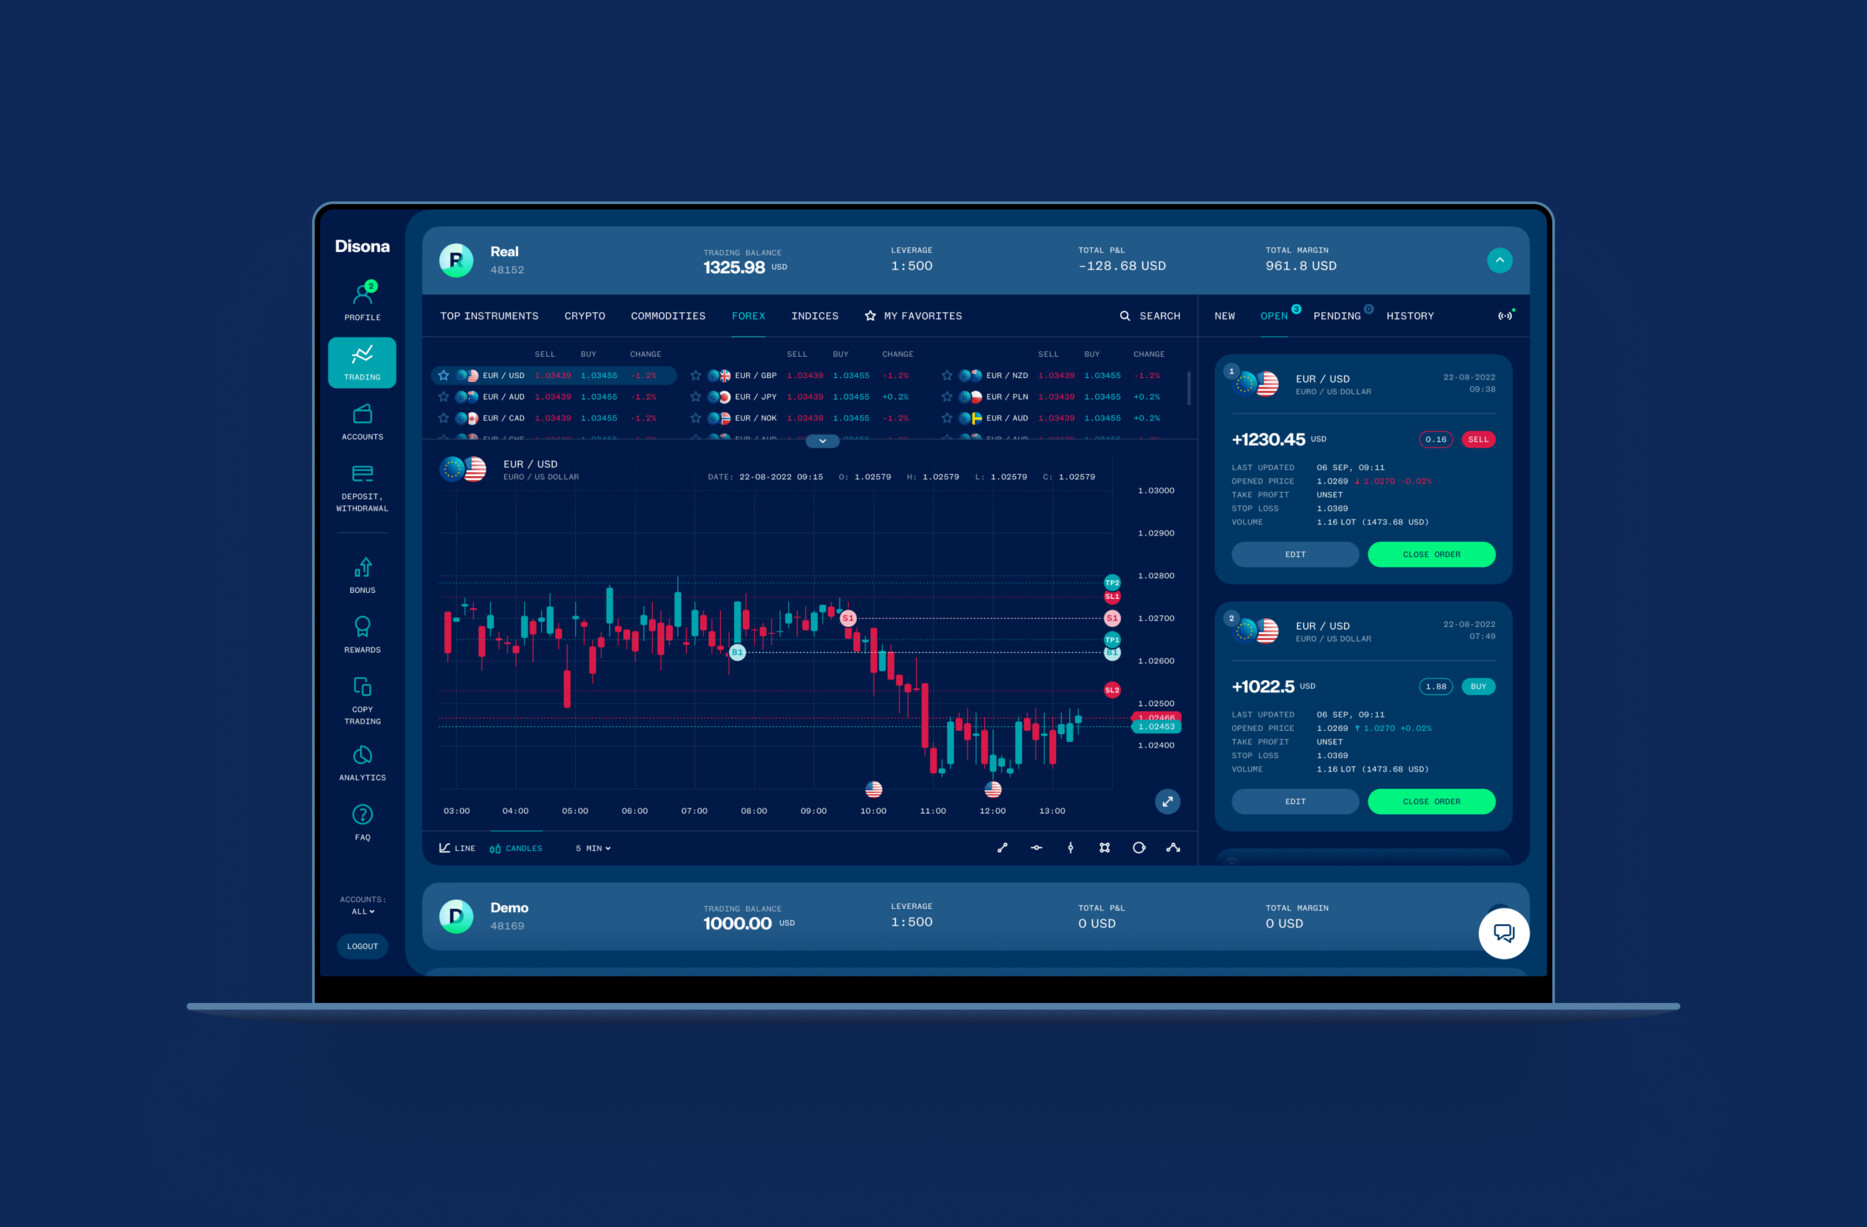 Disona
2
PROFILE
TRADING
ACCOUNTS
DEPOSIT,
WITHDRAWAL
BONUS
REWARDS
COPY
TRADING
ANALYTICS
?
FAQ
ACCOUNTS:
ALL
LOGOUT
R
Real
48152
TRADING BALANCE
1325.98 USD
LEVERAGE
1:500
TOTAL P&L
-128.68 USD
TOTAL MARGIN
961.8 USD
TOP INSTRUMENTS CRYPTO COMMODITIES FOREX INDICES MY FAVORITES SEARCH
SELL BUY CHANGE SELL BUY CHANGE SELL BUY CHANGE
EUR / USD 1.03439 1.03455 -1.2% EUR / GBP 1.03439 1.03455 -1.2% EUR / NZD 1.03439 1.03455 -1.2%
EUR / AUD 1.03439 1.03455 -1.2% EUR / JPY 1.03439 1.03455 +0.2% EUR / PLN 1.03439 1.03455 +0.2%
EUR / CAD 1.03439 1.03455 -1.2% EUR / NOK 1.03439 1.03455 -1.2% EUR / AUD 1.03439 1.03455 +0.2%
EUR / USD
EURO / US DOLLAR
DATE: 22-08-2022 09:15 O: 1.02579 H: 1.02579 L: 1.02579 C: 1.02579
1.03000
1.02900
1.02800
1.02700
1.02600
1.02500
1.02466
1.02453
1.02400
TP2
SL1
S1
S1
TP1
B1
B1
SL2
03:00 04:00 05:00 06:00 07:00 08:00 09:00 10:00 11:00 12:00 13:00
LINE CANDLES 5 MIN
NEW OPEN 3 PENDING 0 HISTORY
1
EUR / USD
EURO / US DOLLAR
22-08-2022
09:38
+1230.45 USD 0.16 SELL
LAST UPDATED 06 SEP, 09:11
OPENED PRICE 1.0269 ↓ 1.0270 -0.02%
TAKE PROFIT UNSET
STOP LOSS 1.0369
VOLUME 1.16 LOT (1473.68 USD)
EDIT CLOSE ORDER
2
EUR / USD
EURO / US DOLLAR
22-08-2022
07:49
+1022.5 USD 1.88 BUY
LAST UPDATED 06 SEP, 09:11
OPENED PRICE 1.0269 ↑ 1.0270 +0.02%
TAKE PROFIT UNSET
STOP LOSS 1.0369
VOLUME 1.16 LOT (1473.68 USD)
EDIT CLOSE ORDER
D
Demo
48169
TRADING BALANCE
1000.00 USD
LEVERAGE
1:500
TOTAL P&L
0 USD
TOTAL MARGIN
0 USD